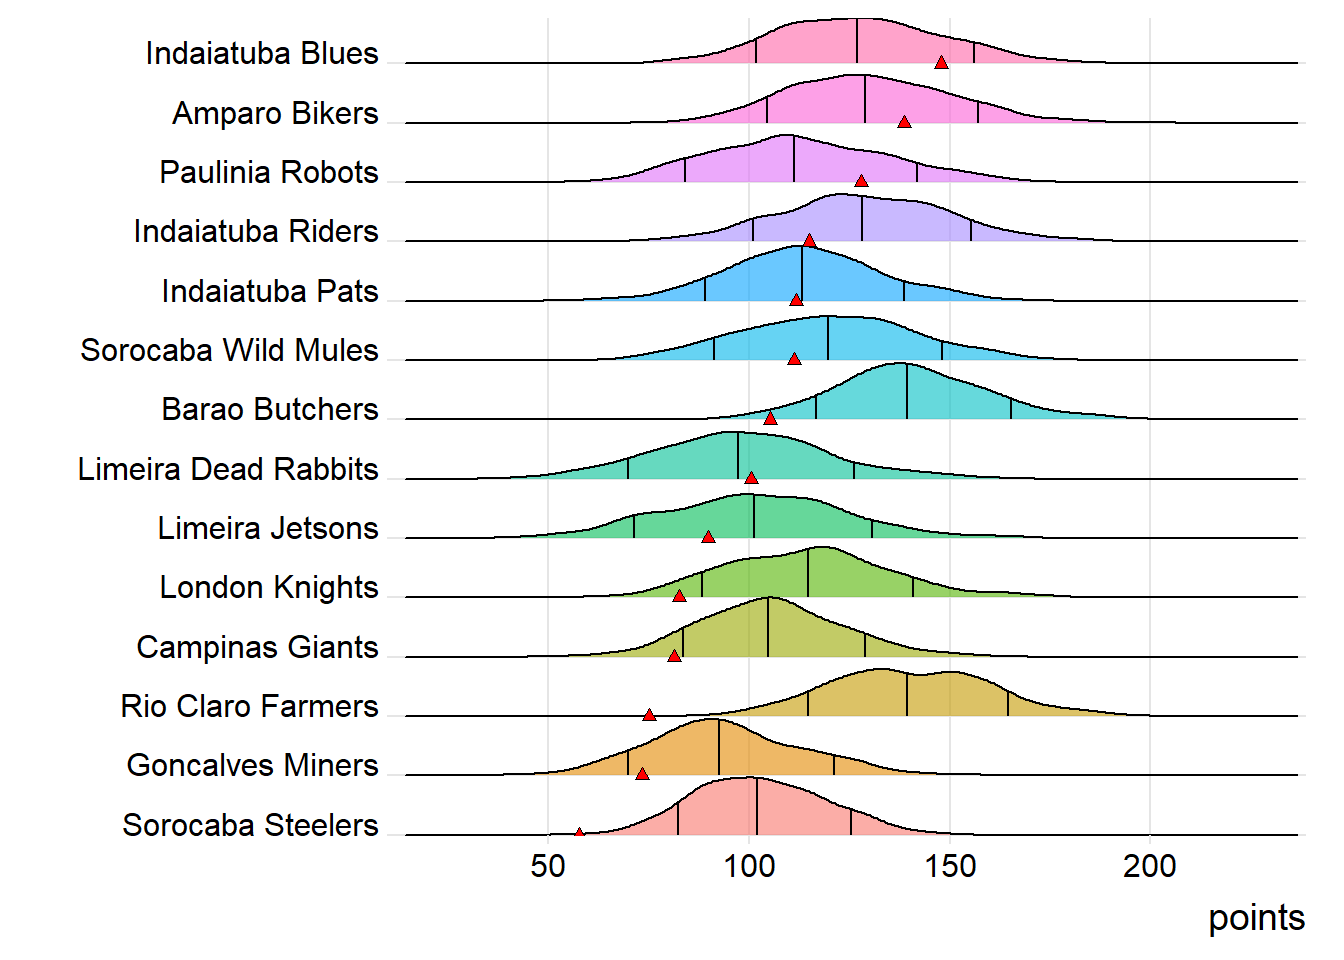 Indaiatuba Blues
Amparo Bikers
Paulinia Robots
Indaiatuba Riders
Indaiatuba Pats
Sorocaba Wild Mules
Barao Butchers
Limeira Dead Rabbits
Limeira Jetsons
London Knights
Campinas Giants
Rio Claro Farmers
Goncalves Miners
Sorocaba Steelers
50 100 150 200
points